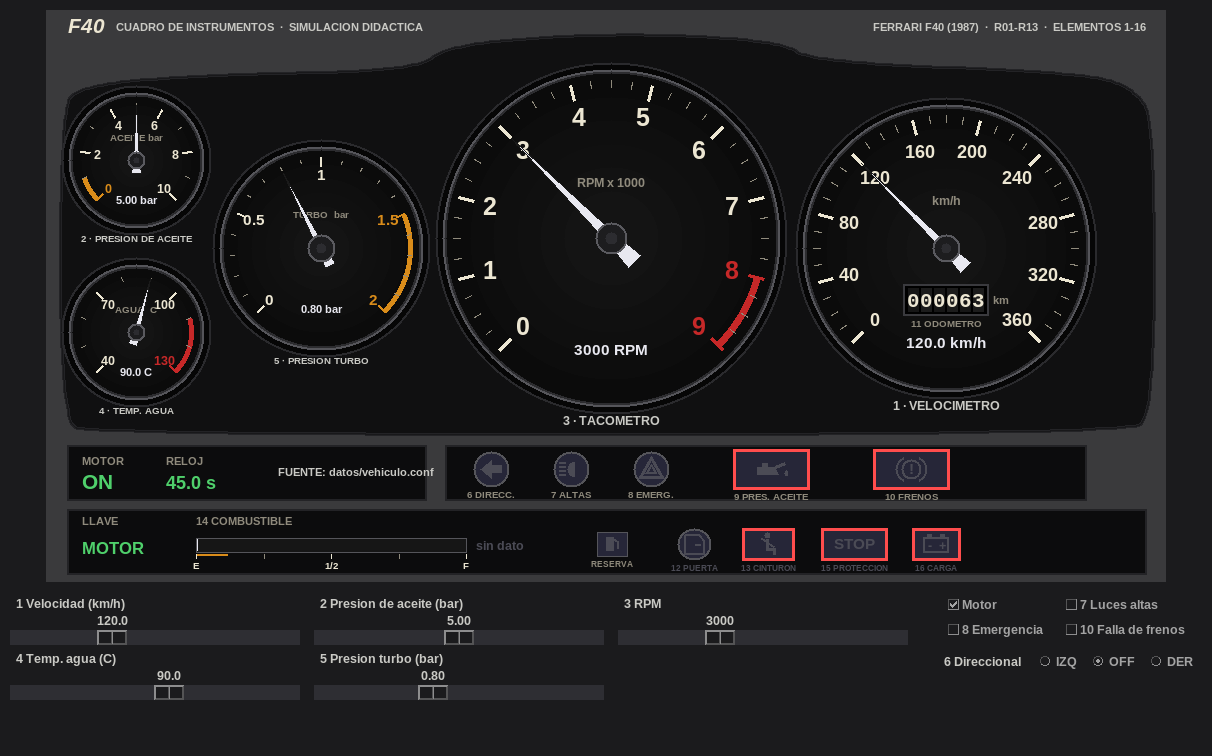 F40 CUADRO DE INSTRUMENTOS · SIMULACION DIDACTICA
FERRARI F40 (1987) · R01-R13 · ELEMENTOS 1-16
4 6
ACEITE bar
2 8
0 10
5.00 bar
2 · PRESION DE ACEITE
70 100
AGUA C
40 130
90.0 C
4 · TEMP. AGUA
1
TURBO bar
0.5 1.5
0 2
0.80 bar
5 · PRESION TURBO
4 5
3 6
RPM x 1000
2 7
1 8
0 9
3000 RPM
3 · TACOMETRO
160 200
120 240
km/h
80 280
40 320
000063 km
0 360
11 ODOMETRO
120.0 km/h
1 · VELOCIMETRO
MOTOR RELOJ
ON 45.0 s
FUENTE: datos/vehiculo.conf
6 DIRECC. 7 ALTAS 8 EMERG. 9 PRES. ACEITE 10 FRENOS
LLAVE 14 COMBUSTIBLE
MOTOR
sin dato
E 1/2 F
RESERVA
12 PUERTA
13 CINTURON
STOP
15 PROTECCION
16 CARGA
1 Velocidad (km/h)
120.0
2 Presion de aceite (bar)
5.00
3 RPM
3000
4 Temp. agua (C)
90.0
5 Presion turbo (bar)
0.80
Motor 7 Luces altas
8 Emergencia 10 Falla de frenos
6 Direccional IZQ OFF DER